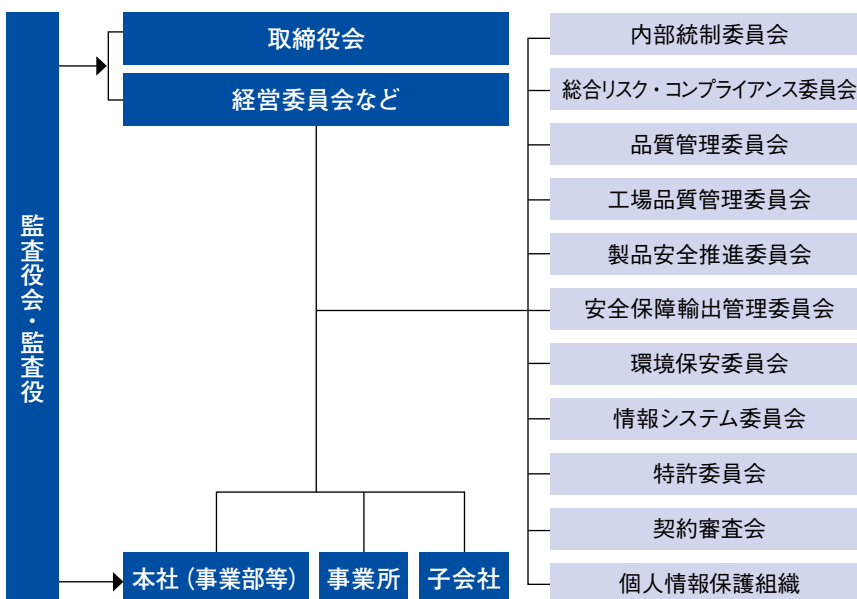 監査役会・監査役
取締役会
経営委員会など
本社（事業部等）
事業所
子会社
内部統制委員会
総合リスク・コンプライアンス委員会
品質管理委員会
工場品質管理委員会
製品安全推進委員会
安全保障輸出管理委員会
環境保安委員会
情報システム委員会
特許委員会
契約審査会
個人情報保護組織